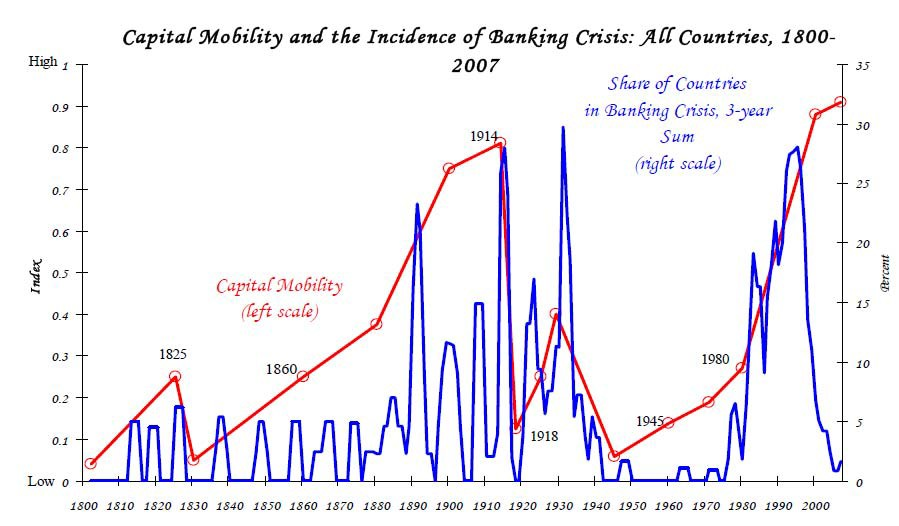 Capital Mobility and the Incidence of Banking Crisis: All Countries, 1800-
2007
High 1
0.9
0.8
0.7
0.6
0.5
0.4
0.3
0.2
0.1
Low 0
Index
35
30
25
20
15
10
5
0
Percent
Share of Countries
in Banking Crisis, 3-year
Sum
(right scale)
Capital Mobility
(left scale)
1825
1860
1914
1918
1945
1980
1800 1810 1820 1830 1840 1850 1860 1870 1880 1890 1900 1910 1920 1930 1940 1950 1960 1970 1980 1990 2000